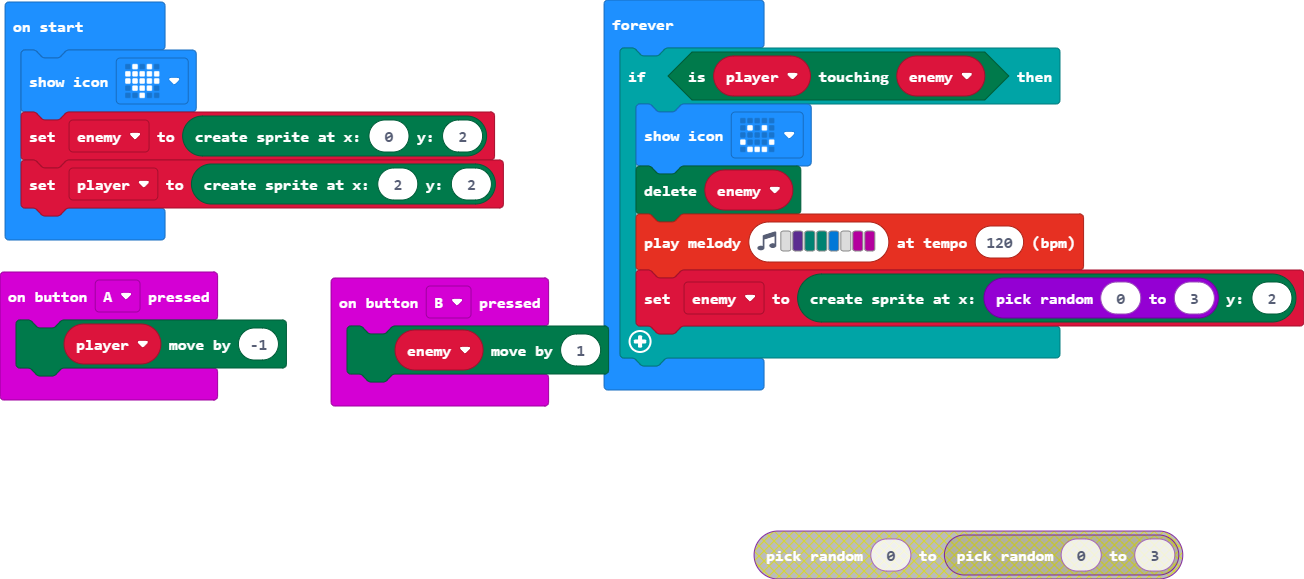 on start
show icon
set enemy to create sprite at x: 0 y: 2
set player to create sprite at x: 2 y: 2
on button A pressed
player move by -1
on button B pressed
enemy move by 1
forever
if is player touching enemy then
show icon
delete enemy
play melody at tempo 120 (bpm)
set enemy to create sprite at x: pick random 0 to 3 y: 2
pick random 0 to pick random 0 to 3